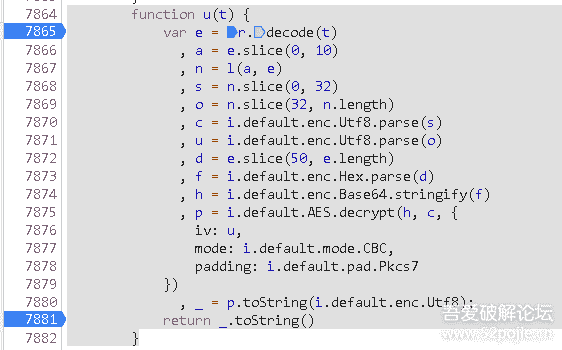 7864 function u(t) {
7865 var e = r.decode(t)
7866 , a = e.slice(0, 10)
7867 , n = l(a, e)
7868 , s = n.slice(0, 32)
7869 , o = n.slice(32, n.length)
7870 , c = i.default.enc.Utf8.parse(s)
7871 , u = i.default.enc.Utf8.parse(o)
7872 , d = e.slice(50, e.length)
7873 , f = i.default.enc.Hex.parse(d)
7874 , h = i.default.enc.Base64.stringify(f)
7875 , p = i.default.AES.decrypt(h, c, {
7876 iv: u,
7877 mode: i.default.mode.CBC,
7878 padding: i.default.pad.Pkcs7
7879 })
7880 , _ = p.toString(i.default.enc.Utf8);
7881 return _.toString()
7882 }
吾爱破解论坛
www.52pojie.cn